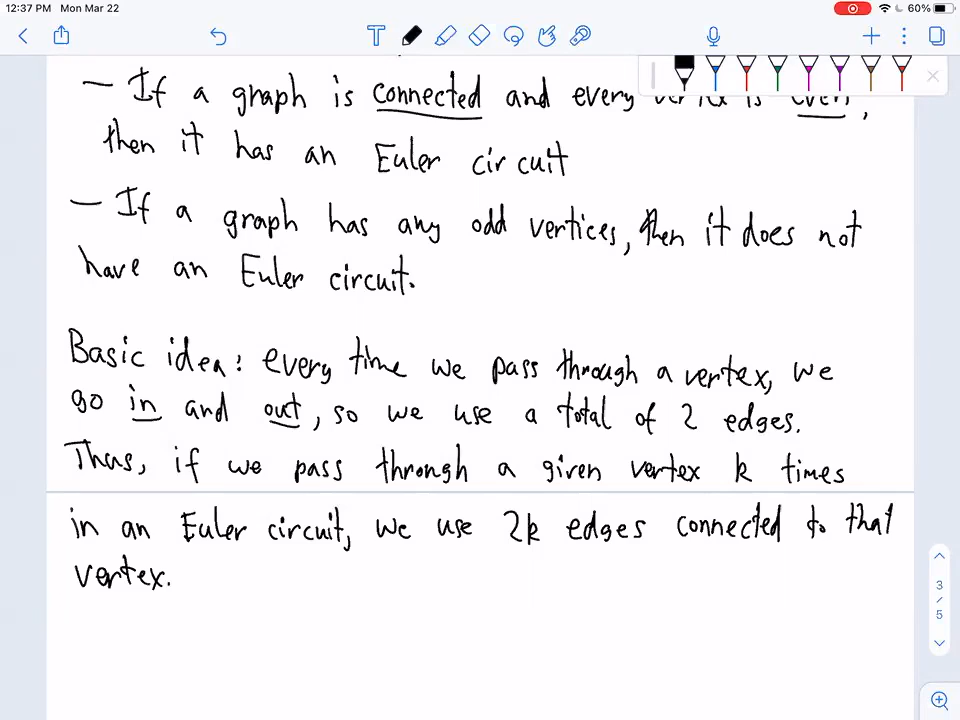 12:37 PM Mon Mar 22
60%
T
- If a graph is connected and every vertex is even,
then it has an Euler circuit
- If a graph has any odd vertices, then it does not
have an Euler circuit.
Basic idea: every time we pass through a vertex, we
go in and out, so we use a total of 2 edges.
Thus, if we pass through a given vertex k times
in an Euler circuit, we use 2k edges connected to that
vertex.
3
/
5